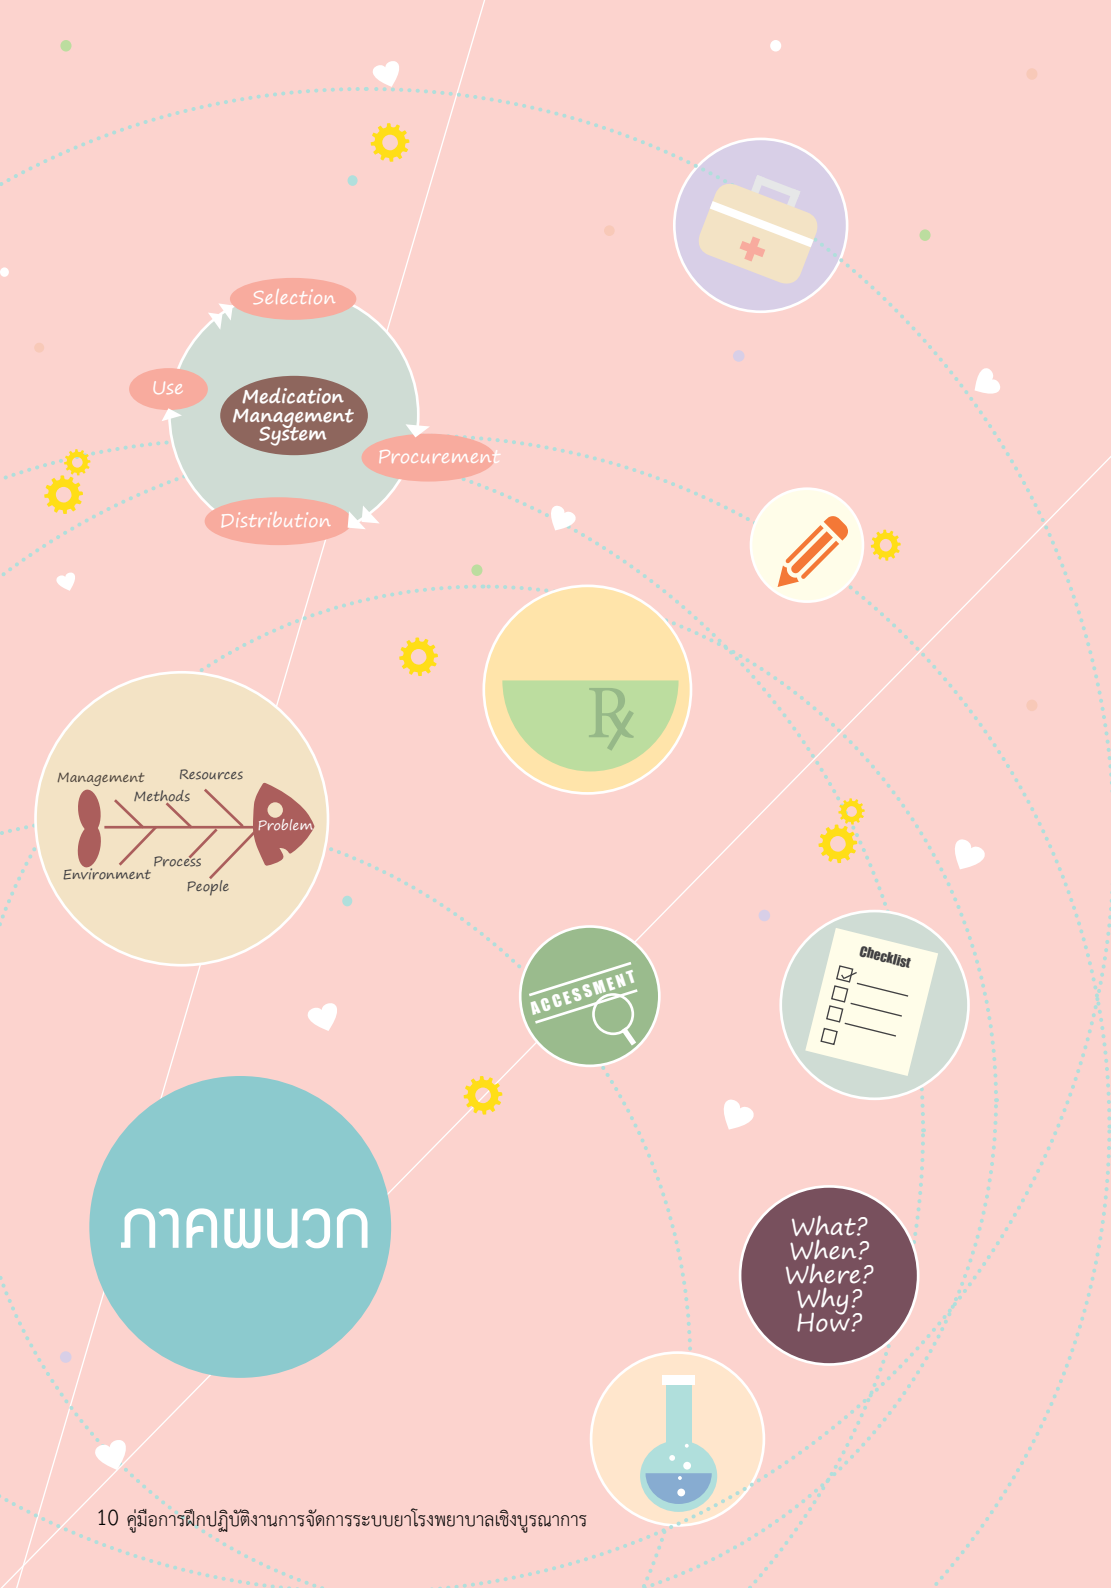 Selection
Use
Medication
Management
System
Procurement
Distribution
Rx
Management
Resources
Methods
Problem
Process
Environment
People
ACCESSMENT
Checklist
ภาคผนวก
What?
When?
Where?
Why?
How?
10 คู่มือการฝึกปฏิบัติงานการจัดการระบบยาโรงพยาบาลเชิงบูรณาการ